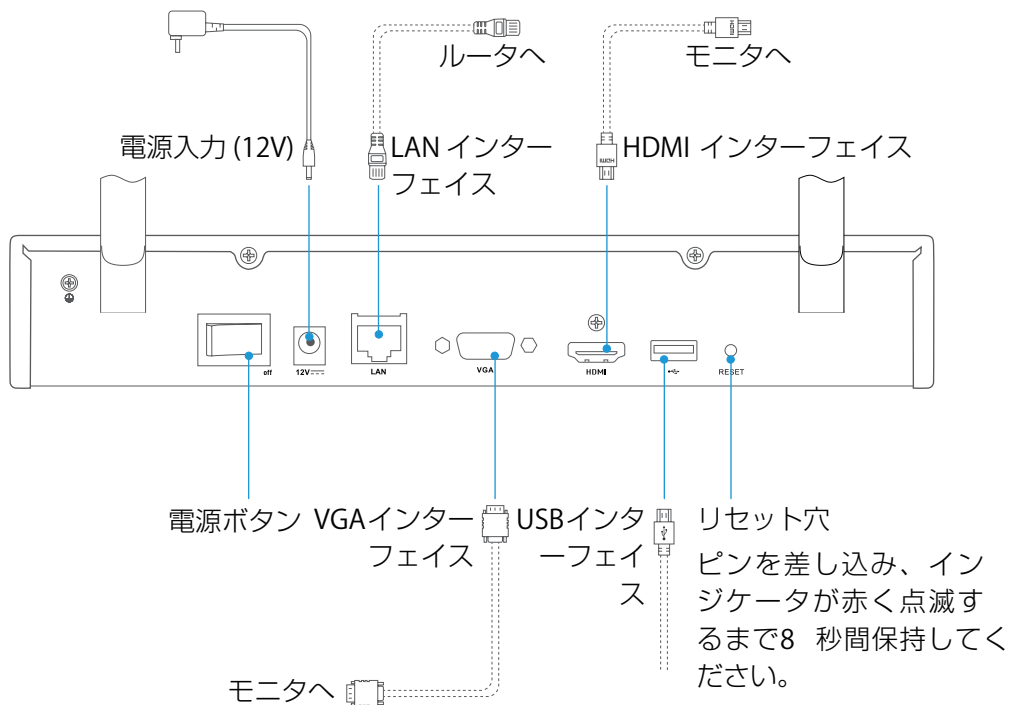 ルータへ
モニタへ
電源入力 (12V)
LAN インター
フェイス
HDMI インターフェイス
HDMI
HDMI
off
12V
LAN
VGA
HDMI
RESET
電源ボタン
VGAインター
フェイス
USBインタ
ーフェイ
ス
リセット穴
ピンを差し込み、イン
ジケータが赤く点滅す
るまで8 秒間保持してく
ださい。
モニタへ